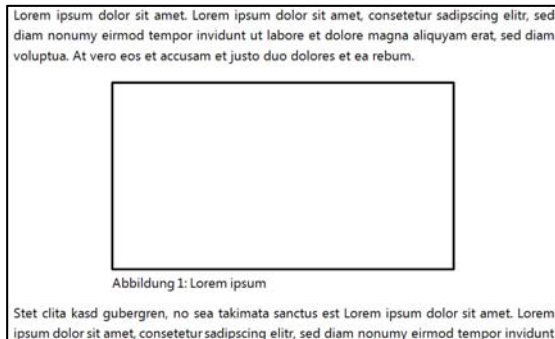 Lorem ipsum dolor sit amet. Lorem ipsum dolor sit amet, consetetur sadipscing elitr, sed
diam nonumy eirmod tempor invidunt ut labore et dolore magna aliquyam erat, sed diam
voluptua. At vero eos et accusam et justo duo dolores et ea rebum.
Abbildung 1: Lorem ipsum
Stet clita kasd gubergren, no sea takimata sanctus est Lorem ipsum dolor sit amet. Lorem
ipsum dolor sit amet, consetetur sadipscing elitr, sed diam nonumy eirmod tempor invidunt